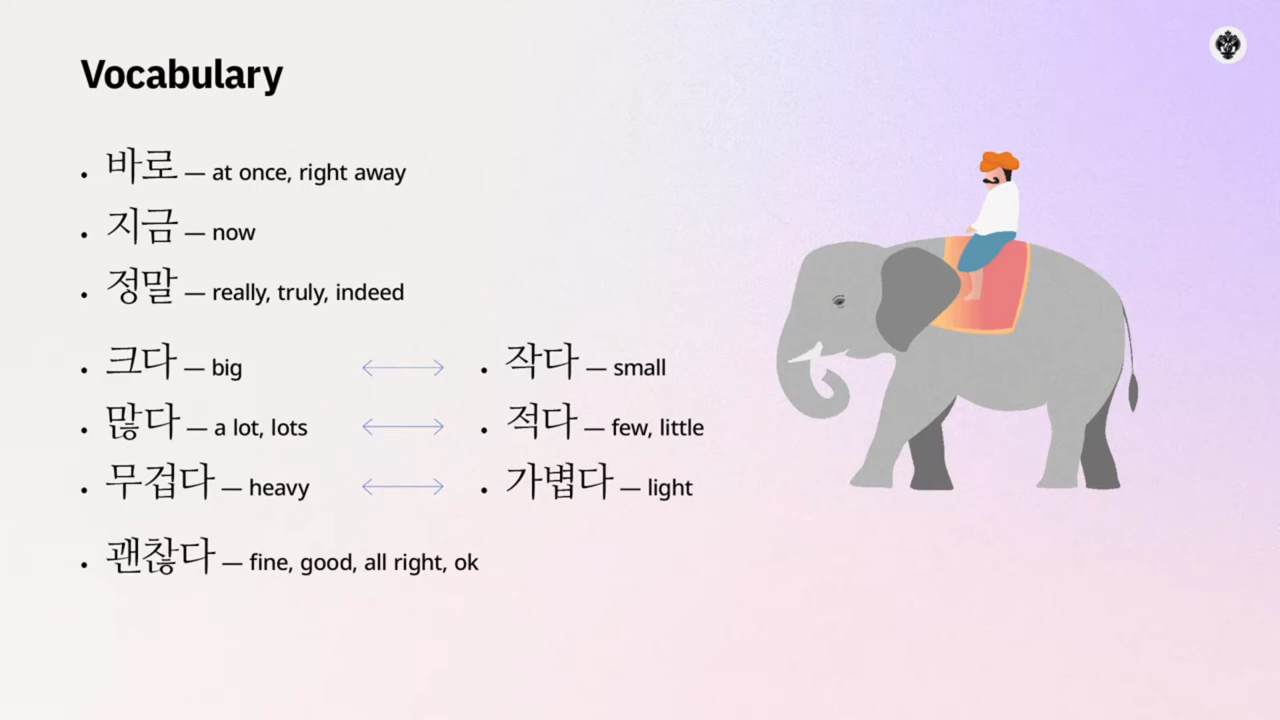 Vocabulary
• 바로 — at once, right away
• 지금 — now
• 정말 — really, truly, indeed
• 크다 — big ⟷ • 작다 — small
• 많다 — a lot, lots ⟷ • 적다 — few, little
• 무겁다 — heavy ⟷ • 가볍다 — light
• 괜찮다 — fine, good, all right, ok